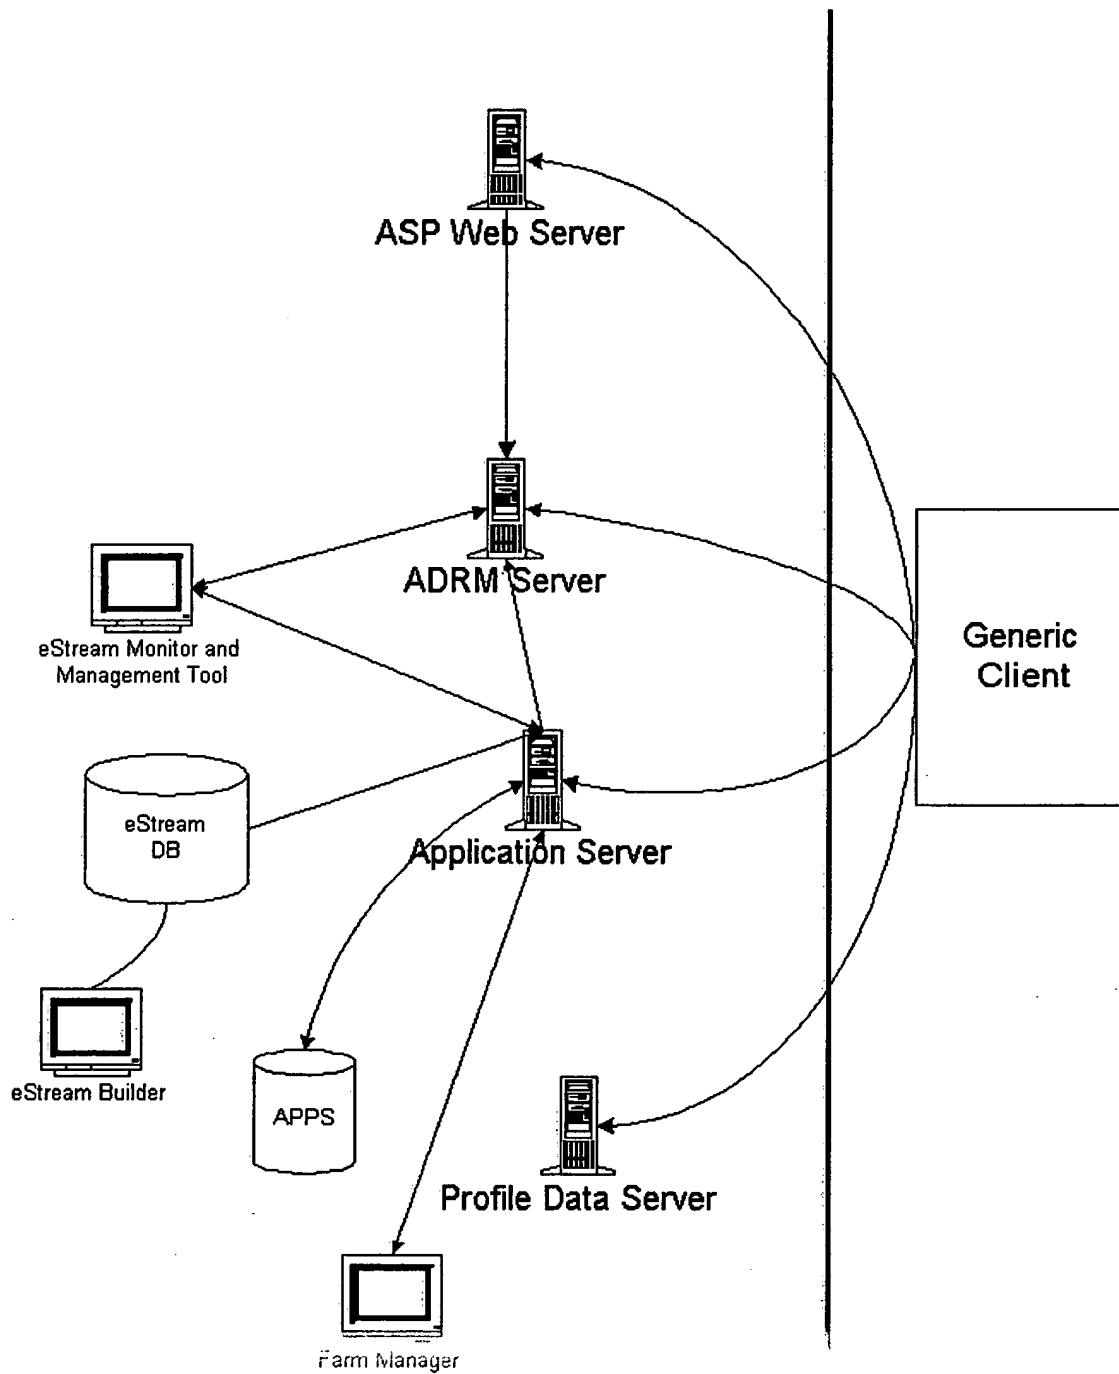 ASP Web Server
ADRM Server
eStream Monitor and
Management Tool
Generic
Client
eStream
DB
Application Server
eStream Builder
APPS
Profile Data Server
Farm Manager